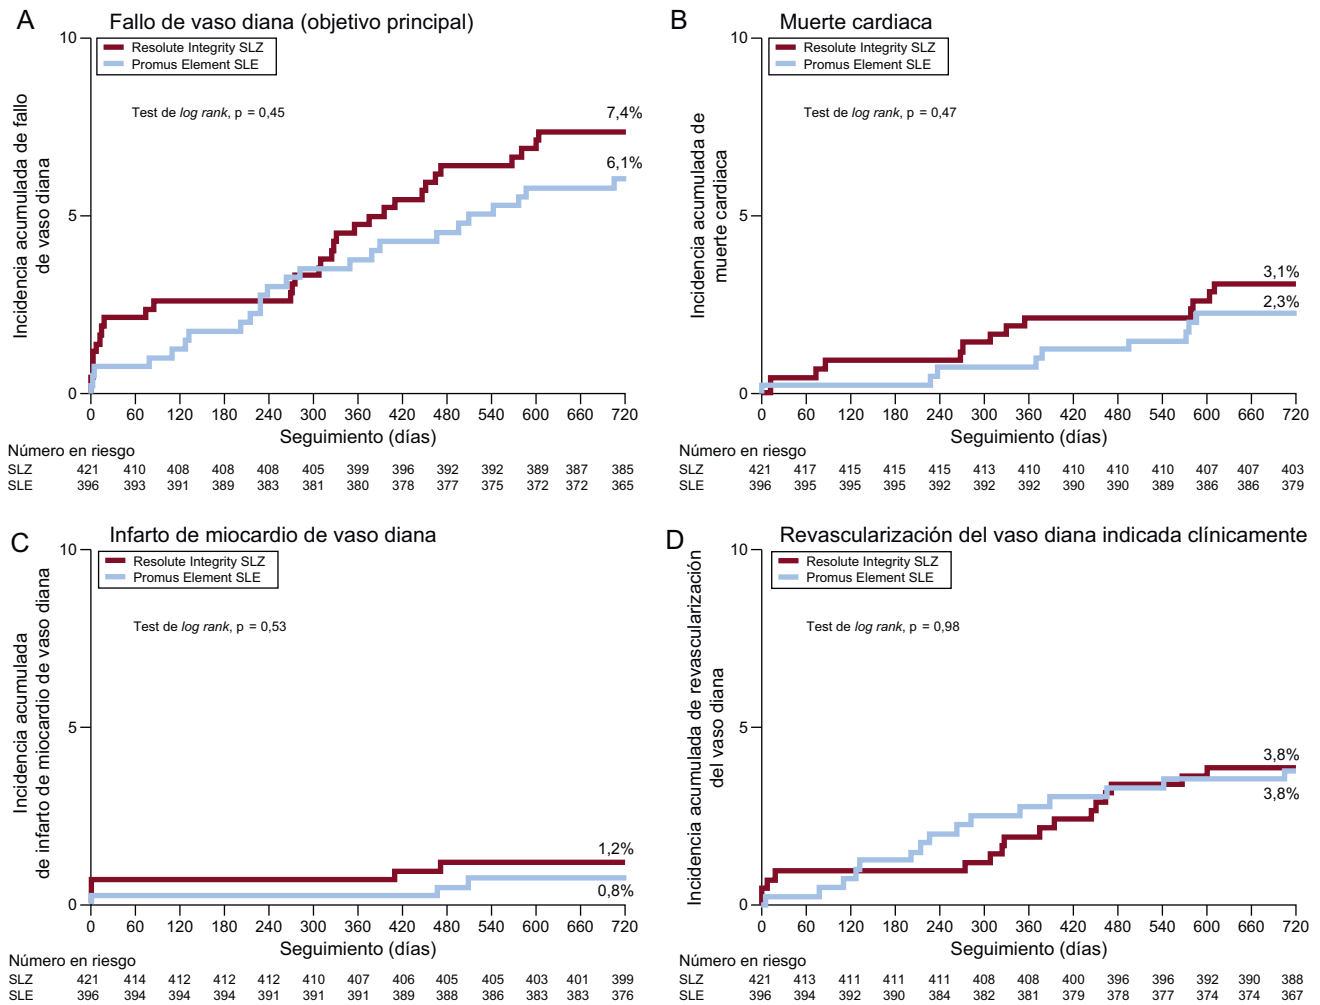 A Fallo de vaso diana (objetivo principal)
10
Resolute Integrity SLZ
Promus Element SLE
Test de log rank, p = 0,45
7,4%
6,1%
5
0
Incidencia acumulada de fallo
de vaso diana
0 60 120 180 240 300 360 420 480 540 600 660 720
Seguimiento (días)
Número en riesgo
SLZ 421 410 408 408 408 405 399 396 392 392 389 387 385
SLE 396 393 391 389 383 381 380 378 377 375 372 372 365
B Muerte cardiaca
10
Resolute Integrity SLZ
Promus Element SLE
Test de log rank, p = 0,47
3,1%
2,3%
5
0
Incidencia acumulada de
muerte cardiaca
0 60 120 180 240 300 360 420 480 540 600 660 720
Seguimiento (días)
Número en riesgo
SLZ 421 417 415 415 415 413 410 410 410 410 407 407 403
SLE 396 395 395 395 392 392 392 390 390 389 386 386 379
C Infarto de miocardio de vaso diana
10
Resolute Integrity SLZ
Promus Element SLE
Test de log rank, p = 0,53
1,2%
0,8%
5
0
Incidencia acumulada
de infarto de miocardio de vaso diana
0 60 120 180 240 300 360 420 480 540 600 660 720
Seguimiento (días)
Número en riesgo
SLZ 421 414 412 412 412 410 407 406 405 405 403 401 399
SLE 396 394 394 394 391 391 391 389 388 386 383 383 376
D Revascularización del vaso diana indicada clínicamente
10
Resolute Integrity SLZ
Promus Element SLE
Test de log rank, p = 0,98
3,8%
3,8%
5
0
Incidencia acumulada de revascularización
del vaso diana
0 60 120 180 240 300 360 420 480 540 600 660 720
Seguimiento (días)
Número en riesgo
SLZ 421 413 411 411 411 408 408 400 396 396 392 390 388
SLE 396 394 392 390 384 382 381 379 378 377 374 374 367